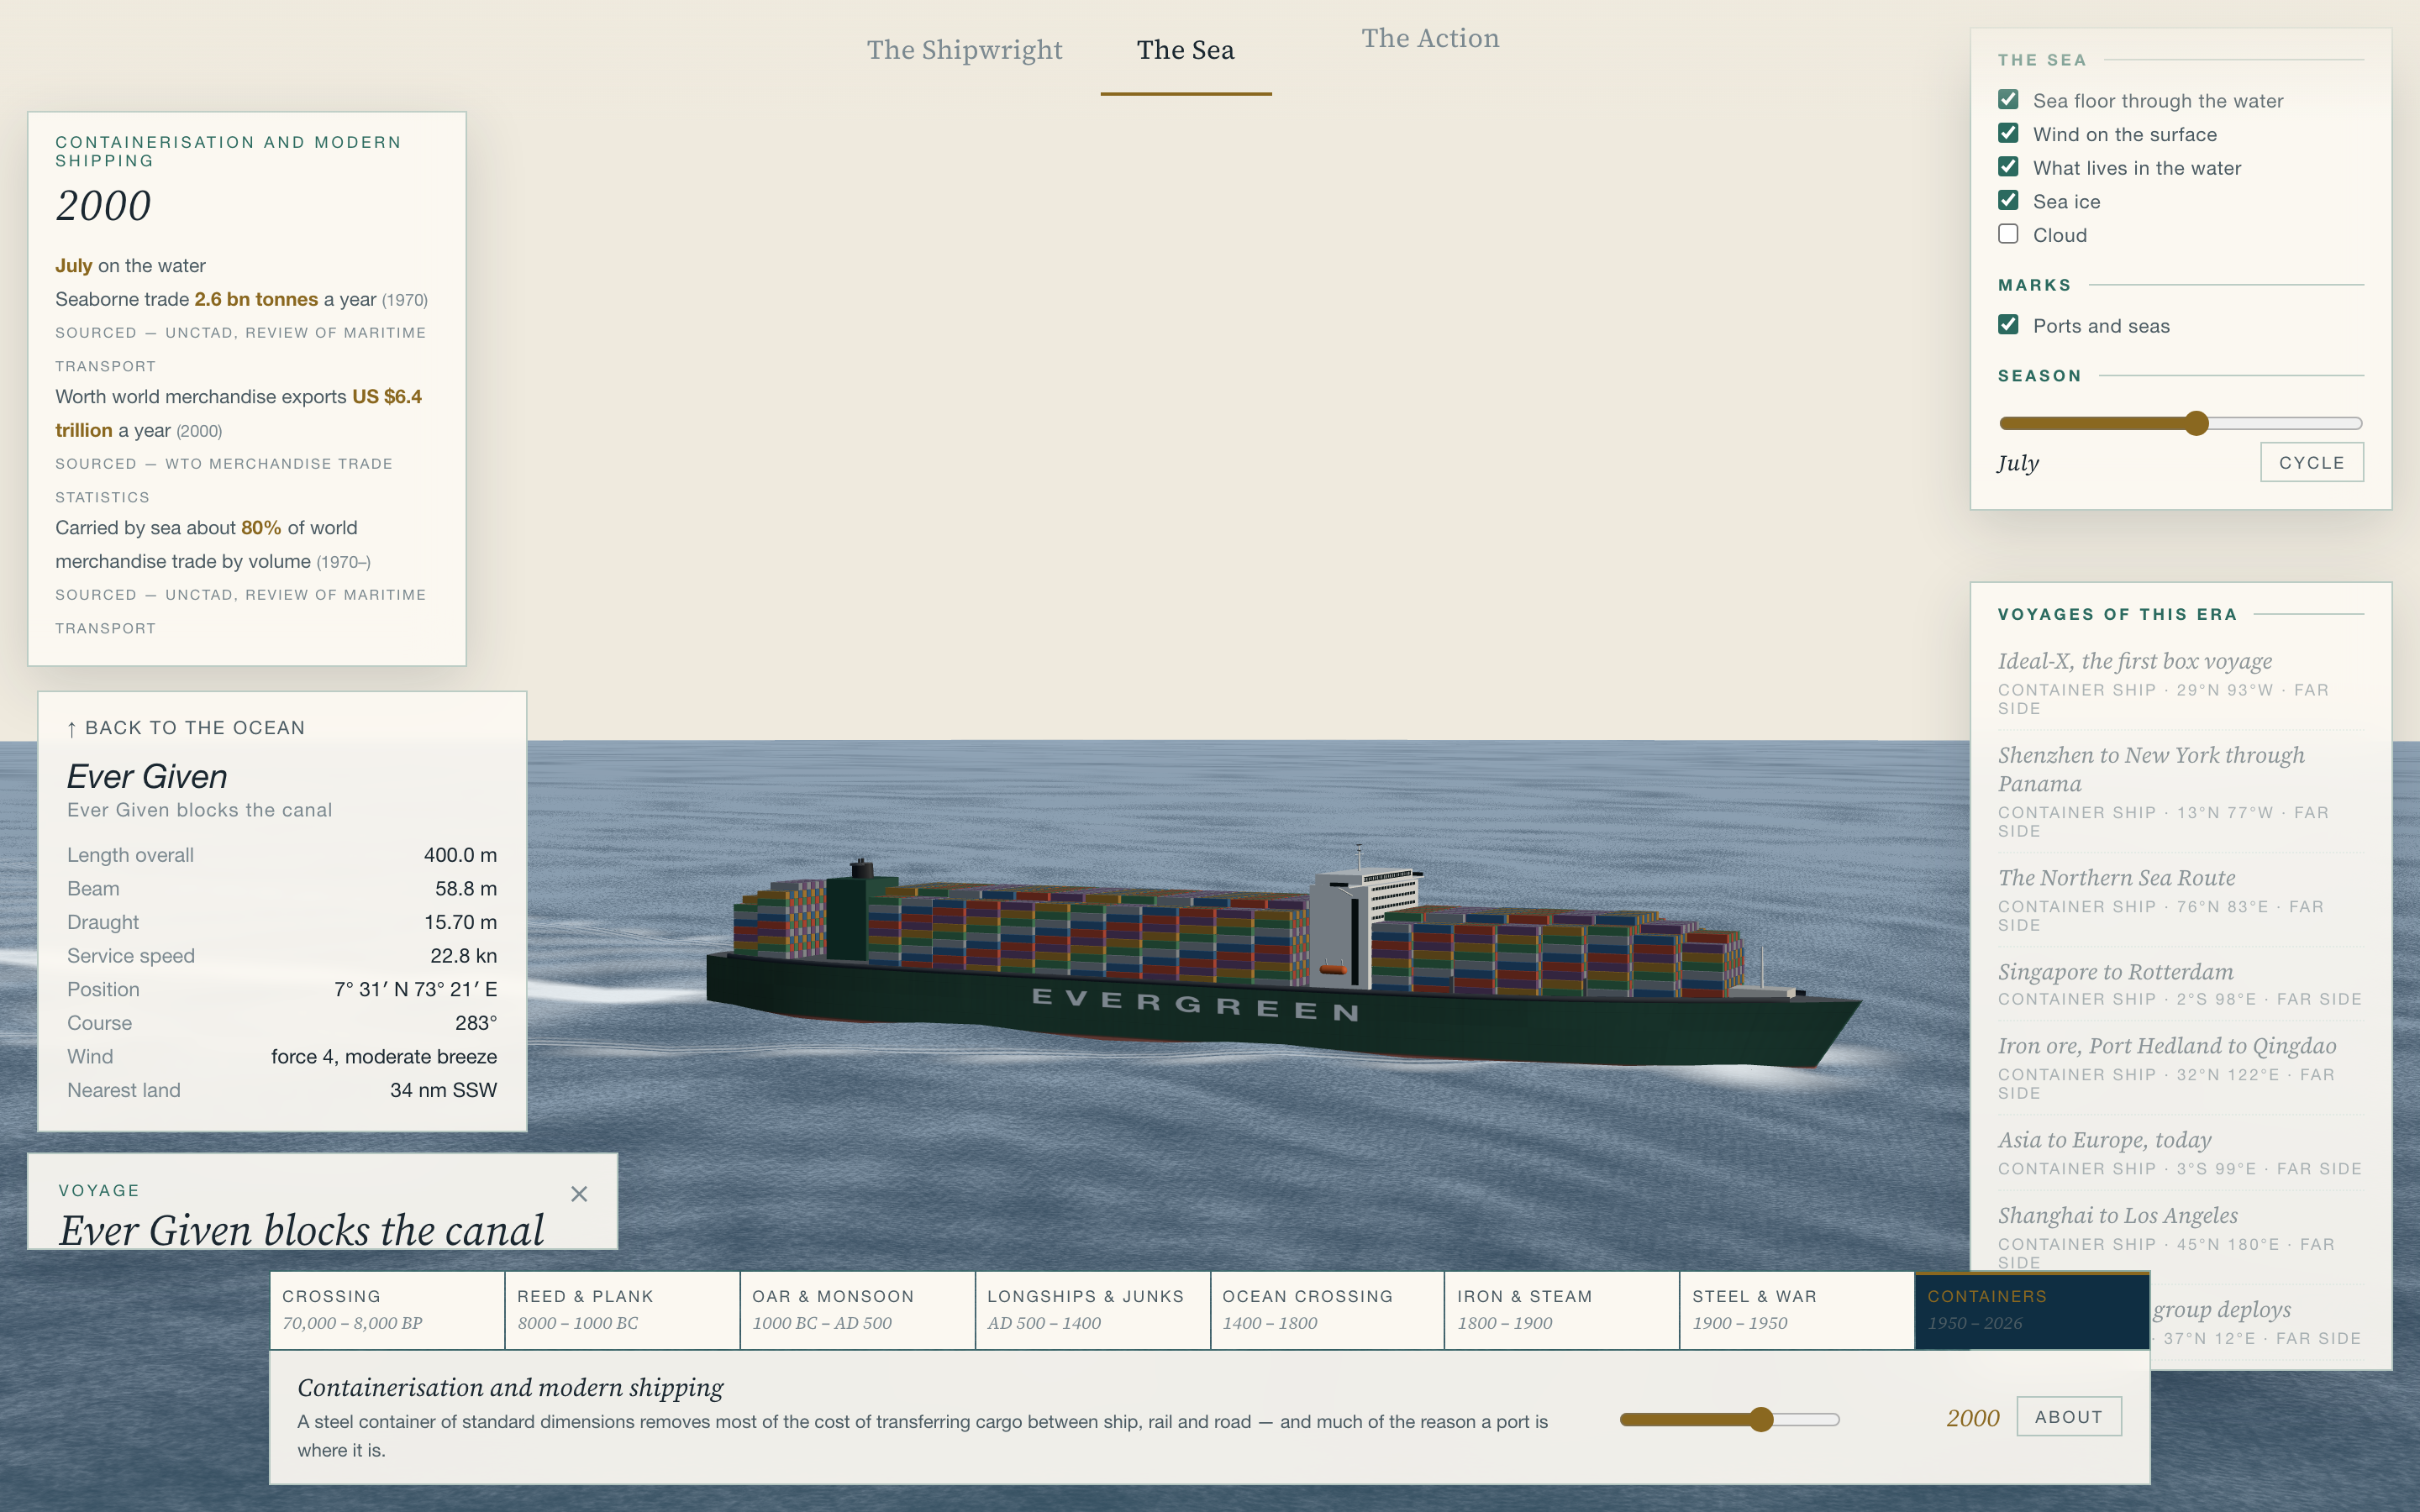 The Shipwright
The Sea
The Action
CONTAINERISATION AND MODERN
SHIPPING
2000
July on the water
Seaborne trade 2.6 bn tonnes a year (1970)
SOURCED — UNCTAD, REVIEW OF MARITIME
TRANSPORT
Worth world merchandise exports US $6.4
trillion a year (2000)
SOURCED — WTO MERCHANDISE TRADE
STATISTICS
Carried by sea about 80% of world
merchandise trade by volume (1970–)
SOURCED — UNCTAD, REVIEW OF MARITIME
TRANSPORT
↑ BACK TO THE OCEAN
Ever Given
Ever Given blocks the canal
Length overall 400.0 m
Beam 58.8 m
Draught 15.70 m
Service speed 22.8 kn
Position 7° 31′ N 73° 21′ E
Course 283°
Wind force 4, moderate breeze
Nearest land 34 nm SSW
VOYAGE
Ever Given blocks the canal
EVERGREEN
THE SEA
Sea floor through the water
Wind on the surface
What lives in the water
Sea ice
Cloud
MARKS
Ports and seas
SEASON
July
CYCLE
VOYAGES OF THIS ERA
Ideal-X, the first box voyage
CONTAINER SHIP · 29°N 93°W · FAR
SIDE
Shenzhen to New York through
Panama
CONTAINER SHIP · 13°N 77°W · FAR
SIDE
The Northern Sea Route
CONTAINER SHIP · 76°N 83°E · FAR
SIDE
Singapore to Rotterdam
CONTAINER SHIP · 2°S 98°E · FAR SIDE
Iron ore, Port Hedland to Qingdao
CONTAINER SHIP · 32°N 122°E · FAR
SIDE
Asia to Europe, today
CONTAINER SHIP · 3°S 99°E · FAR SIDE
Shanghai to Los Angeles
CONTAINER SHIP · 45°N 180°E · FAR
SIDE
group deploys
· 37°N 12°E · FAR SIDE
CROSSING
70,000 – 8,000 BP
REED & PLANK
8000 – 1000 BC
OAR & MONSOON
1000 BC – AD 500
LONGSHIPS & JUNKS
AD 500 – 1400
OCEAN CROSSING
1400 – 1800
IRON & STEAM
1800 – 1900
STEEL & WAR
1900 – 1950
CONTAINERS
1950 – 2026
Containerisation and modern shipping
A steel container of standard dimensions removes most of the cost of transferring cargo between ship, rail and road — and much of the reason a port is
where it is.
2000
ABOUT